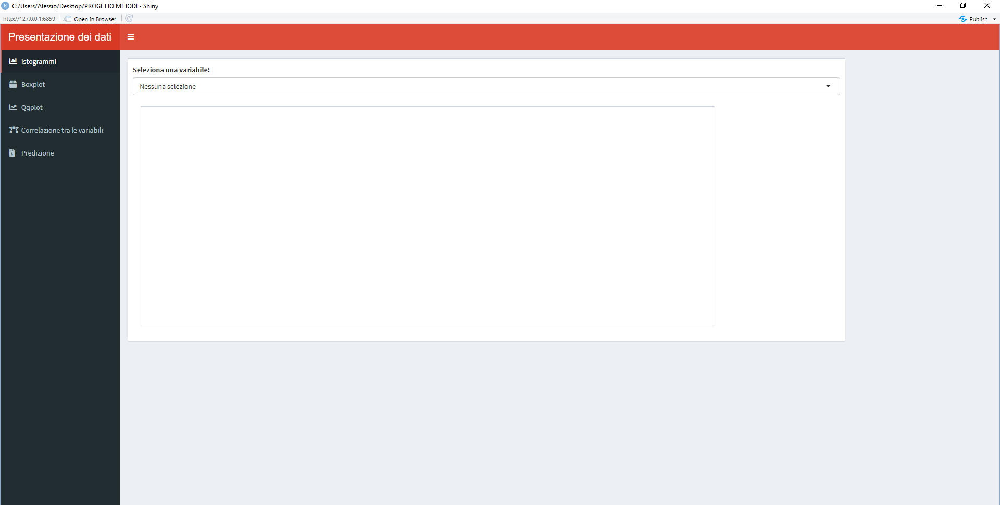 C:/Users/Alessio/Desktop/PROGETTO METODI - Shiny
http://127.0.0.1:6859 Open in Browser Publish
Presentazione dei dati
Istogrammi
Boxplot
Qqplot
Correlazione tra le variabili
Predizione
Seleziona una variabile:
Nessuna selezione